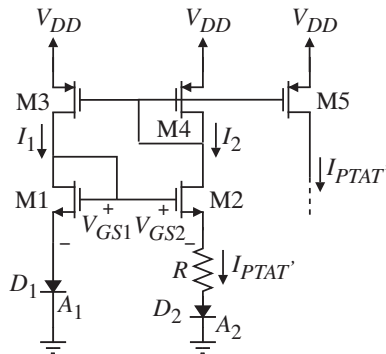 V_DD V_DD V_DD
M3 M4 M5
I_1 I_2 I_PTAT
M1 + + M2
V_GS1 V_GS2
– –
R I_PTAT'
D_1 A_1 D_2 A_2